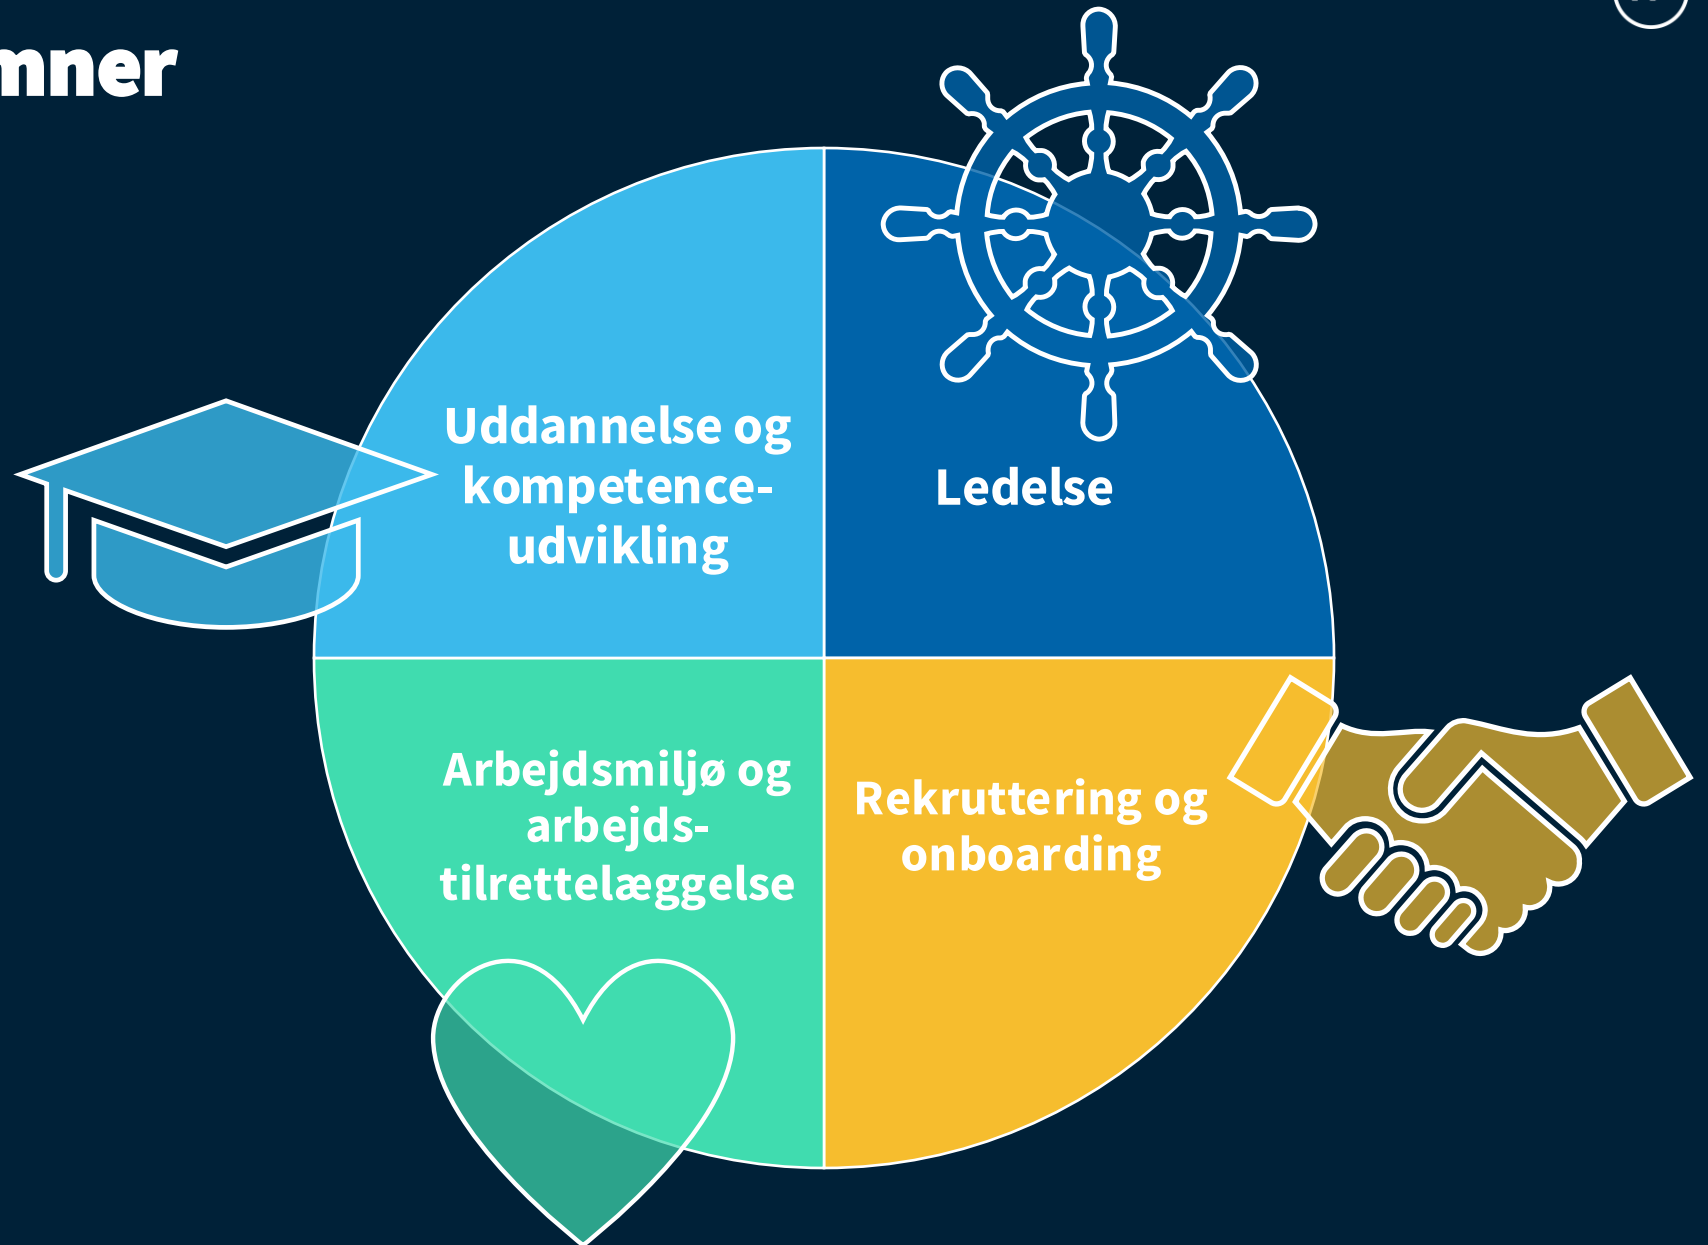 mner
Uddannelse og
kompetence-
udvikling
Ledelse
Arbejdsmiljø og
arbejds-
tilrettelæggelse
Rekruttering og
onboarding